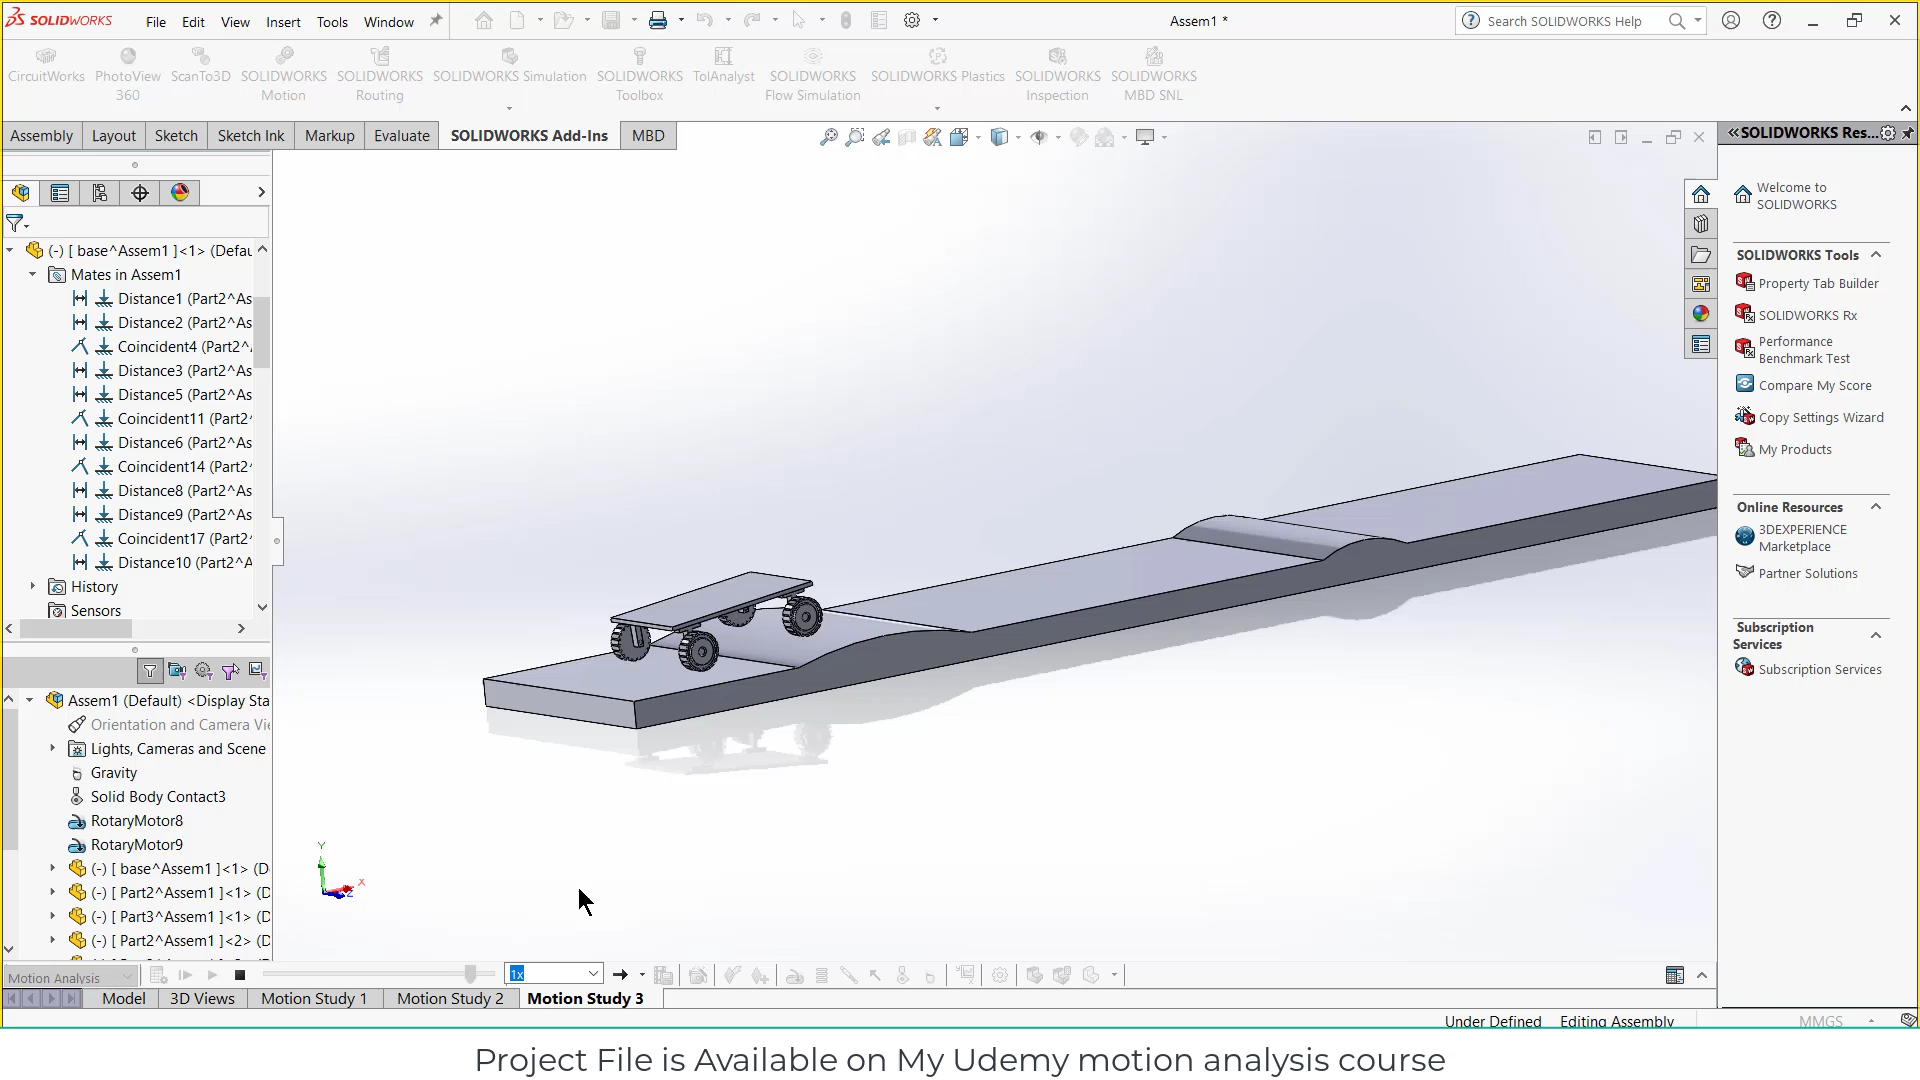 SOLIDWORKS File Edit View Insert Tools Window Assem1 * Search SOLIDWORKS Help
CircuitWorks
PhotoView 360
ScanTo3D
SOLIDWORKS Motion
SOLIDWORKS Routing
SOLIDWORKS Simulation
SOLIDWORKS Toolbox
TolAnalyst
SOLIDWORKS Flow Simulation
SOLIDWORKS Plastics
SOLIDWORKS Inspection
SOLIDWORKS MBD SNL
Assembly Layout Sketch Sketch Ink Markup Evaluate SOLIDWORKS Add-Ins MBD
(-) [ base^Assem1 ]<1> (Defau
Mates in Assem1
Distance1 (Part2^As
Distance2 (Part2^As
Coincident4 (Part2^
Distance3 (Part2^As
Distance5 (Part2^As
Coincident11 (Part2^
Distance6 (Part2^As
Coincident14 (Part2^
Distance8 (Part2^As
Distance9 (Part2^As
Coincident17 (Part2^
Distance10 (Part2^A
History
Sensors
Assem1 (Default) <Display Sta
Orientation and Camera Vie
Lights, Cameras and Scene
Gravity
Solid Body Contact3
RotaryMotor8
RotaryMotor9
(-) [ base^Assem1 ]<1> (D
(-) [ Part2^Assem1 ]<1> (D
(-) [ Part3^Assem1 ]<1> (D
(-) [ Part2^Assem1 ]<2> (D
Y
X
Z
SOLIDWORKS Res...
Welcome to
SOLIDWORKS
SOLIDWORKS Tools
Property Tab Builder
SOLIDWORKS Rx
Performance
Benchmark Test
Compare My Score
Copy Settings Wizard
My Products
Online Resources
3DEXPERIENCE
Marketplace
Partner Solutions
Subscription
Services
Subscription Services
Motion Analysis 1x
Model 3D Views Motion Study 1 Motion Study 2 Motion Study 3
Under Defined Editing Assembly MMGS
Project File is Available on My Udemy motion analysis course